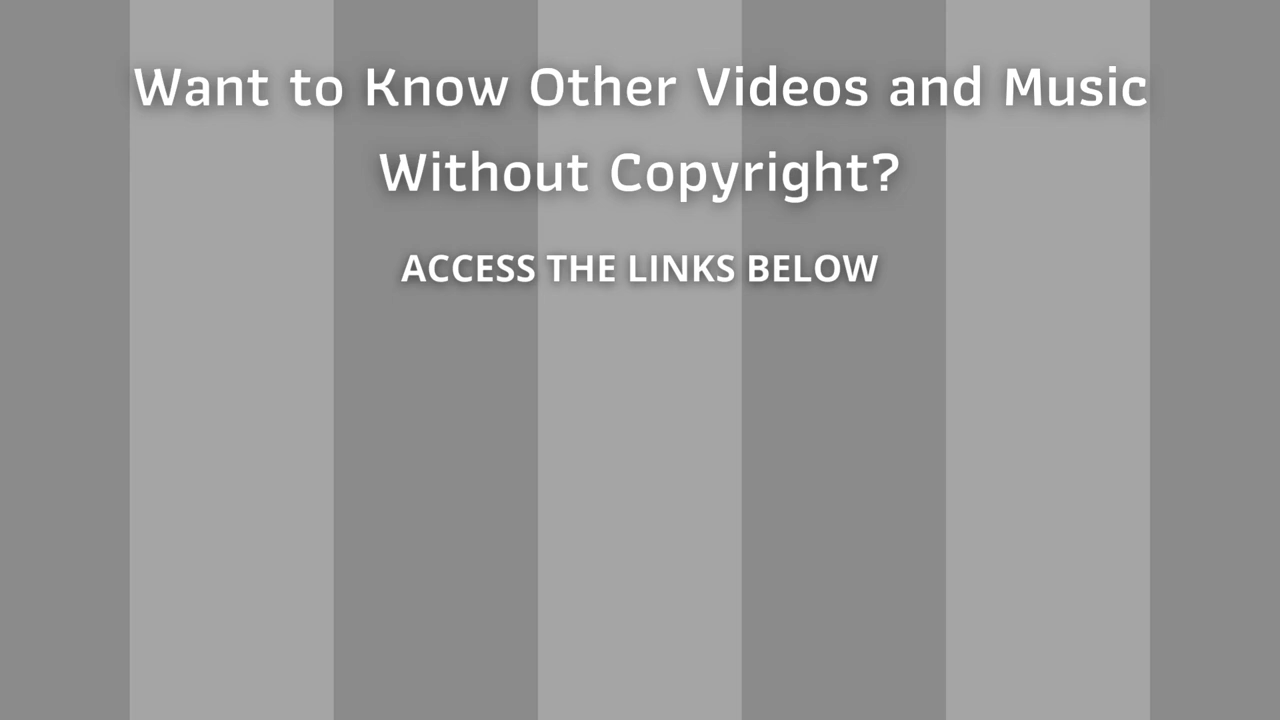 Want to Know Other Videos and Music
Without Copyright?
ACCESS THE LINKS BELOW